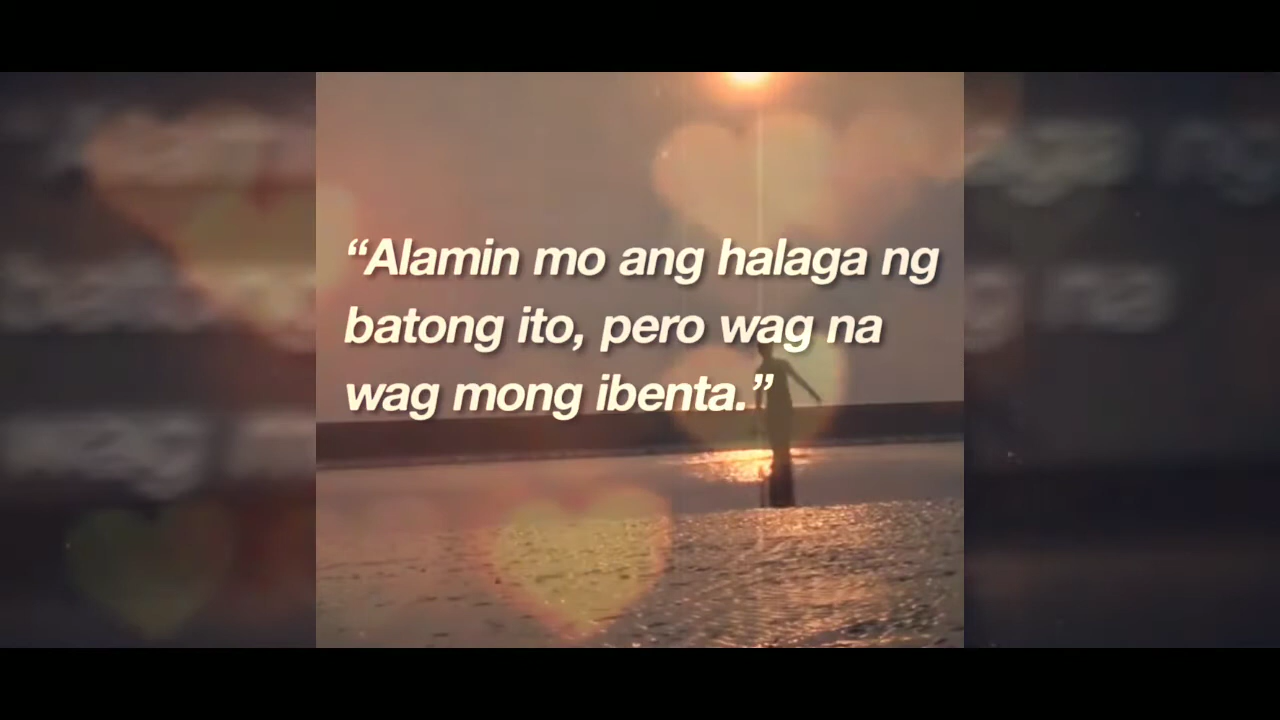 “Alamin mo ang halaga ng
batong ito, pero wag na
wag mong ibenta.”